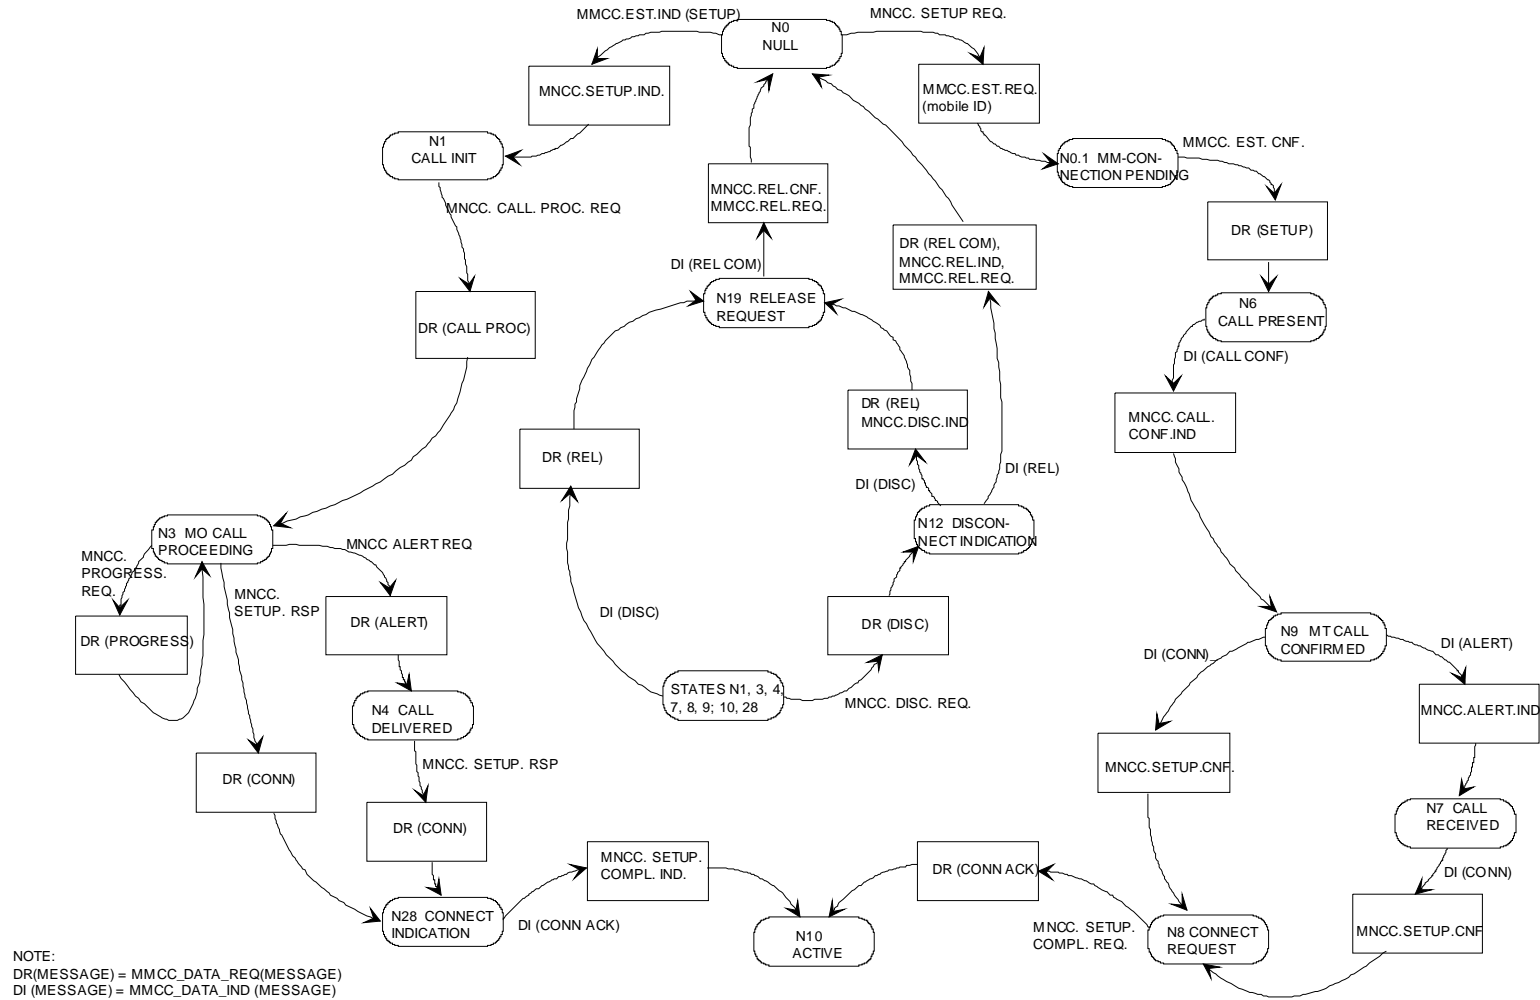 MMCC.EST.IND (SETUP)
N0
NULL
MNCC. SETUP REQ.
MNCC.SETUP.IND.
MMCC.EST.REQ.
(mobile ID)
N1
CALL INIT
N0.1 MM-CON-
NECTION PENDING
MMCC. EST. CNF.
MNCC. CALL. PROC. REQ
MNCC.REL.CNF.
MMCC.REL.REQ.
DR (SETUP)
DR (REL COM),
MNCC.REL.IND,
MMCC.REL.REQ.
DI (REL COM)
N19 RELEASE
REQUEST
N6
CALL PRESENT
DR (CALL PROC)
DI (CALL CONF)
DR (REL)
MNCC.DISC.IND
MNCC.CALL.
CONF.IND
DR (REL)
DI (DISC)
DI (REL)
N3 MO CALL
PROCEEDING
MNCC ALERT REQ
N12 DISCON-
NECT INDICATION
MNCC.
PROGRESS.
REQ.
MNCC.
SETUP. RSP
DI (DISC)
DR (PROGRESS)
DR (ALERT)
DR (DISC)
N9 MT CALL
CONFIRMED
DI (CONN)
DI (ALERT)
STATES N1, 3, 4,
7, 8, 9; 10, 28
MNCC. DISC. REQ.
N4 CALL
DELIVERED
MNCC.ALERT.IND
MNCC. SETUP. RSP
DR (CONN)
MNCC.SETUP.CNF.
N7 CALL
RECEIVED
DR (CONN)
MNCC. SETUP.
COMPL. IND.
DR (CONN ACK)
DI (CONN)
N28 CONNECT
INDICATION
DI (CONN ACK)
N10
ACTIVE
MNCC. SETUP.
COMPL. REQ.
N8 CONNECT
REQUEST
MNCC.SETUP.CNF
NOTE:
DR(MESSAGE) = MMCC_DATA_REQ(MESSAGE)
DI (MESSAGE) = MMCC_DATA_IND (MESSAGE)